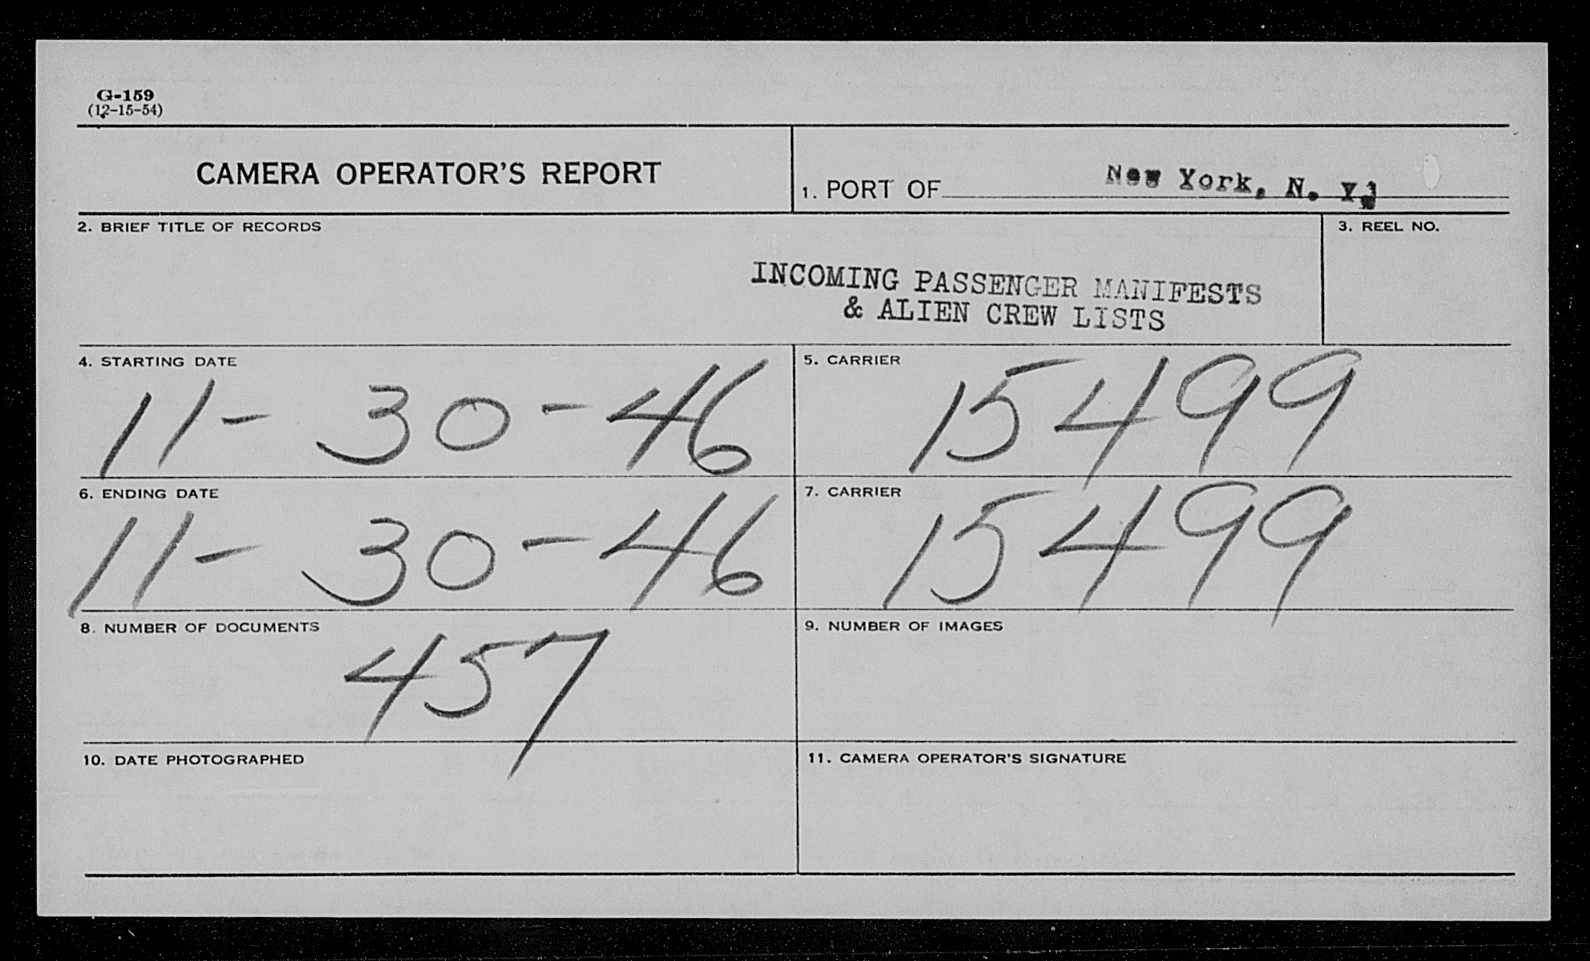 G-159
(12-15-54)
CAMERA OPERATOR'S REPORT
1. PORT OF New York, N. Y.
2. BRIEF TITLE OF RECORDS
3. REEL NO.
INCOMING PASSENGER MANIFESTS
& ALIEN CREW LISTS
4. STARTING DATE
11-30-46
5. CARRIER
15499
6. ENDING DATE
11-30-46
7. CARRIER
15499
8. NUMBER OF DOCUMENTS
457
9. NUMBER OF IMAGES
10. DATE PHOTOGRAPHED
11. CAMERA OPERATOR'S SIGNATURE